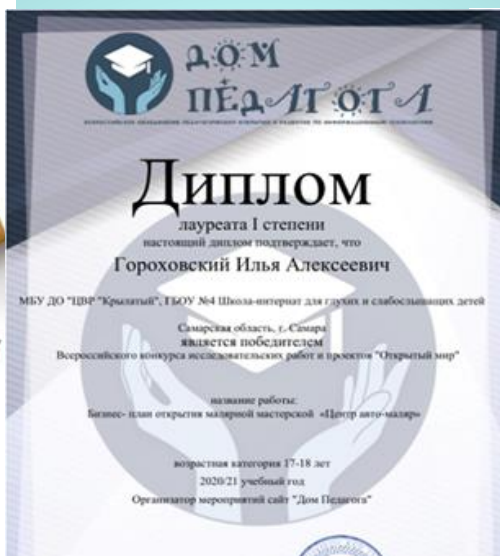 ДОМ
ПЕДАГОГА
Диплом
лауреата I степени
настоящий диплом подтверждает, что
Гороховский Илья Алексеевич
МБУ ДО "ЦВР "Крылатый", ГБОУ №4 Школа-интернат для глухих и слабослышащих детей
Самарская область, г. Самара
является победителем
Всероссийского конкурса исследовательских работ и проектов "Открытый мир"
название работы:
Бизнес- план открытия малярной мастерской «Центр авто-маляр»
возрастная категория 17-18 лет
2020/21 учебный год
Организатор мероприятий сайт "Дом Педагога"